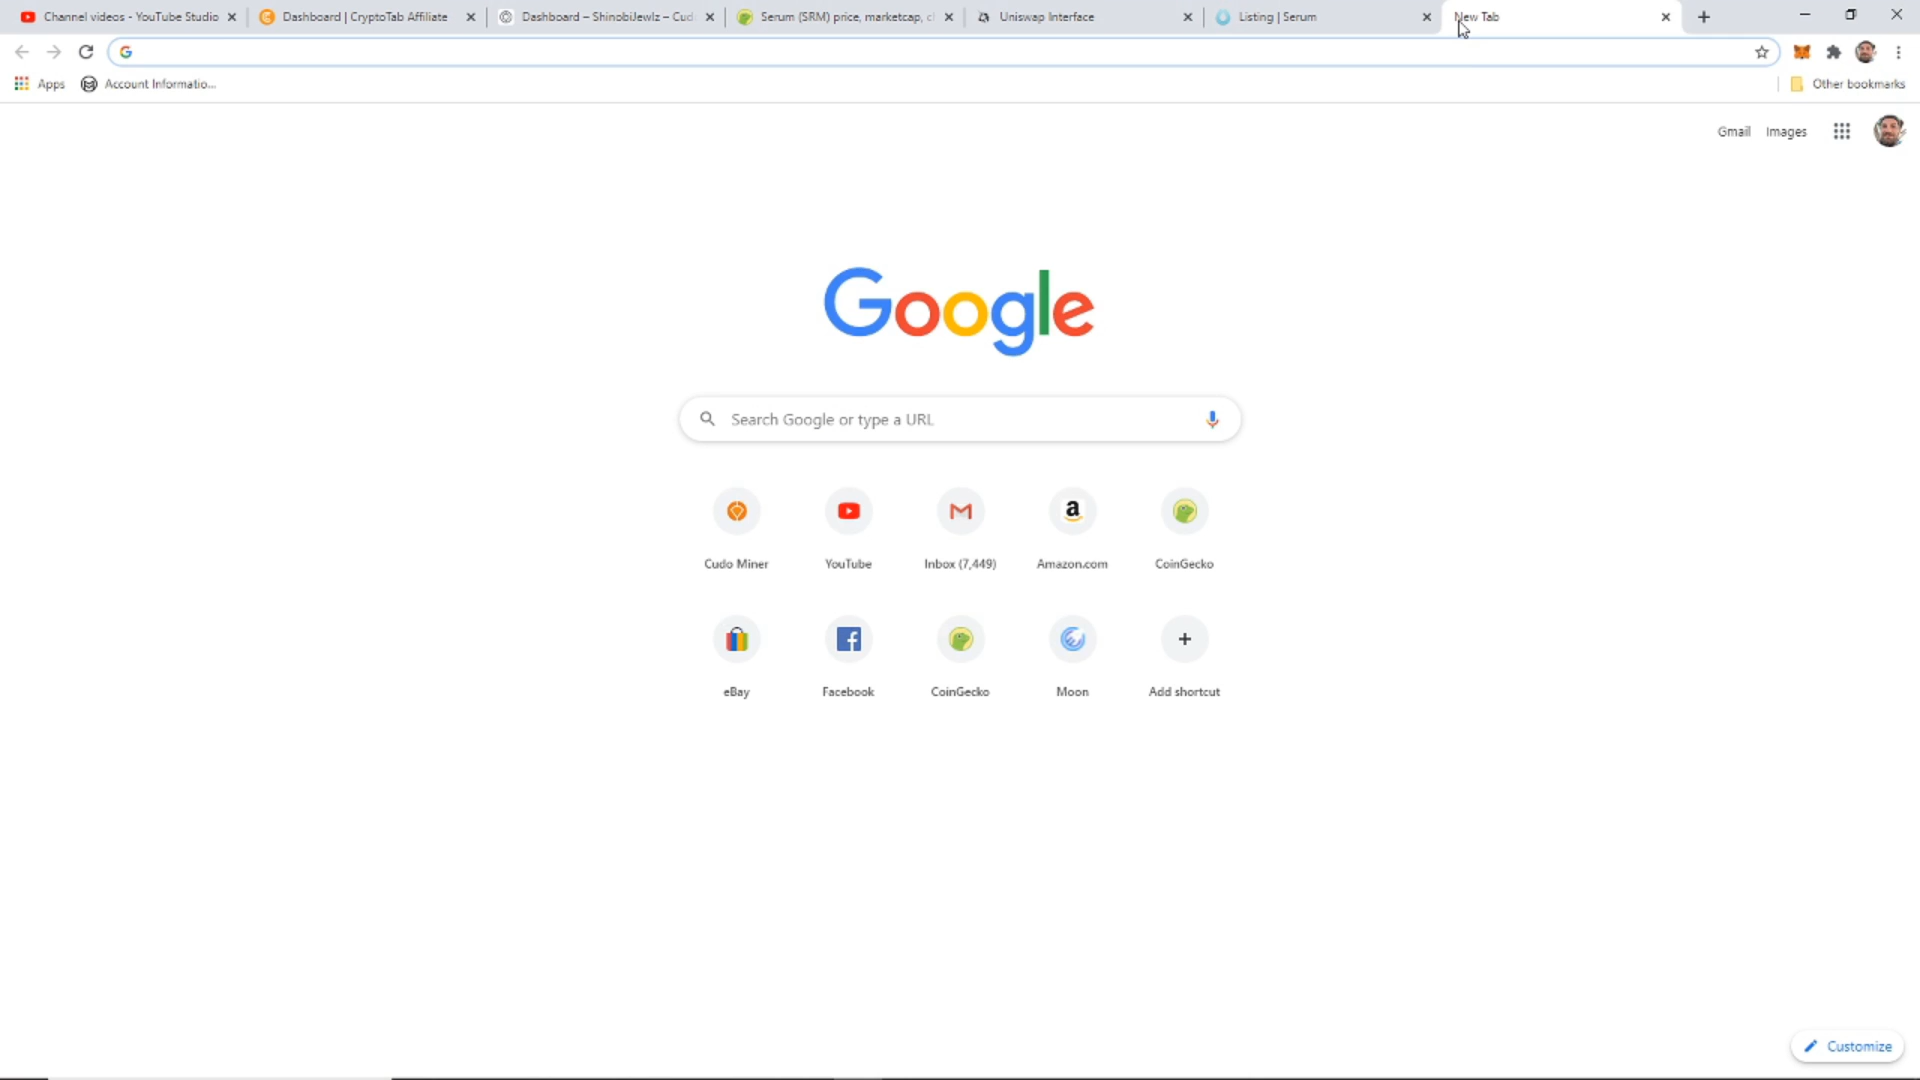 Channel videos - YouTube Studio
Dashboard | CryptoTab Affiliate
Dashboard – ShinobiJewlz – Cud
Serum (SRM) price, marketcap, c
Uniswap Interface
Listing | Serum
New Tab
Apps
Account Informatio...
Other bookmarks
Gmail
Images
Google
Search Google or type a URL
Cudo Miner
YouTube
Inbox (7,449)
Amazon.com
CoinGecko
eBay
Facebook
CoinGecko
Moon
Add shortcut
Customize